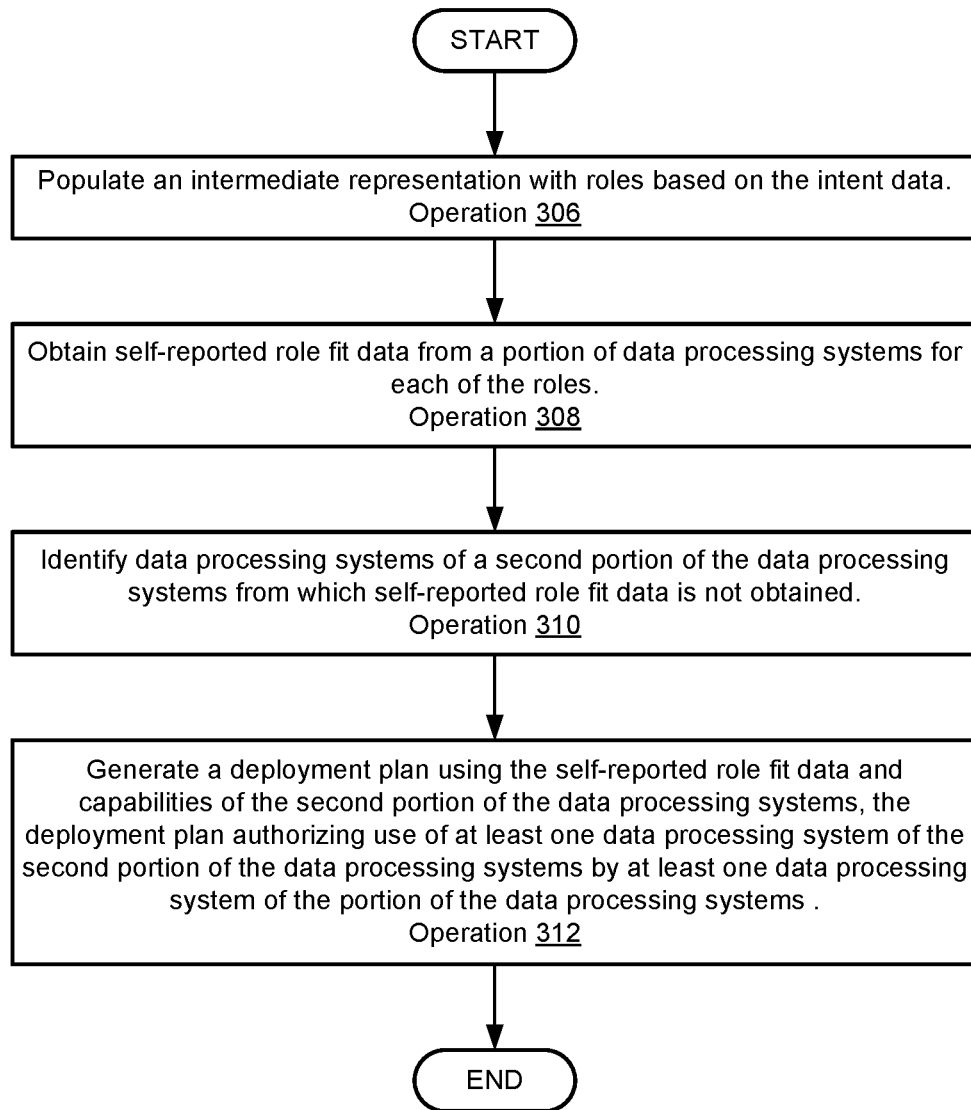 START
Populate an intermediate representation with roles based on the intent data.
Operation 306
Obtain self-reported role fit data from a portion of data processing systems for
each of the roles.
Operation 308
Identify data processing systems of a second portion of the data processing
systems from which self-reported role fit data is not obtained.
Operation 310
Generate a deployment plan using the self-reported role fit data and
capabilities of the second portion of the data processing systems, the
deployment plan authorizing use of at least one data processing system of the
second portion of the data processing systems by at least one data processing
system of the portion of the data processing systems .
Operation 312
END